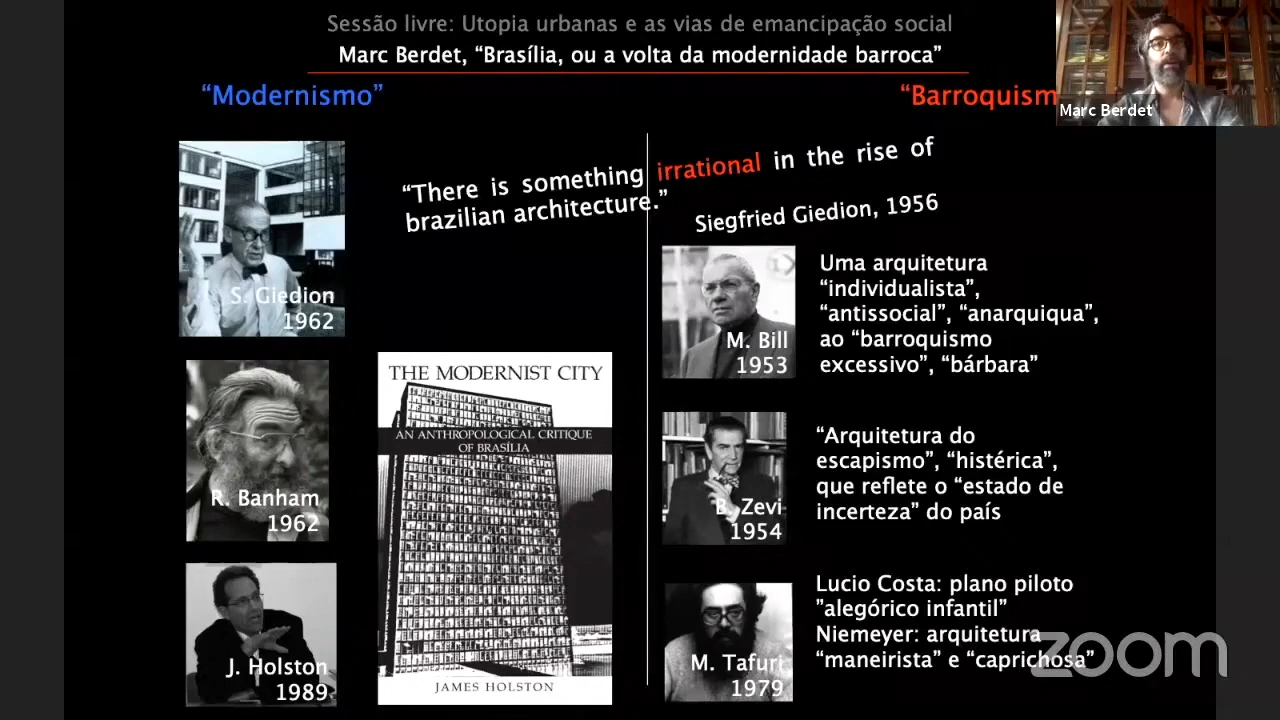 Sessão livre: Utopia urbanas e as vias de emancipação social
Marc Berdet, “Brasília, ou a volta da modernidade barroca”
“Modernismo”
“Barroquism
Marc Berdet
“There is something irrational in the rise of
brazilian architecture.”
Siegfried Giedion, 1956
S. Giedion
1962
R. Banham
1962
J. Holston
1989
THE MODERNIST CITY
AN ANTHROPOLOGICAL CRITIQUE
OF BRASÍLIA
JAMES HOLSTON
M. Bill
1953
Uma arquitetura
“individualista”,
“antissocial”, “anarquiqua”,
ao “barroquismo
excessivo”, “bárbara”
B. Zevi
1954
“Arquitetura do
escapismo”, “histérica”,
que reflete o “estado de
incerteza” do país
M. Tafuri
1979
Lucio Costa: plano piloto
”alegórico infantil”
Niemeyer: arquitetura
“maneirista” e “caprichosa”
zoom